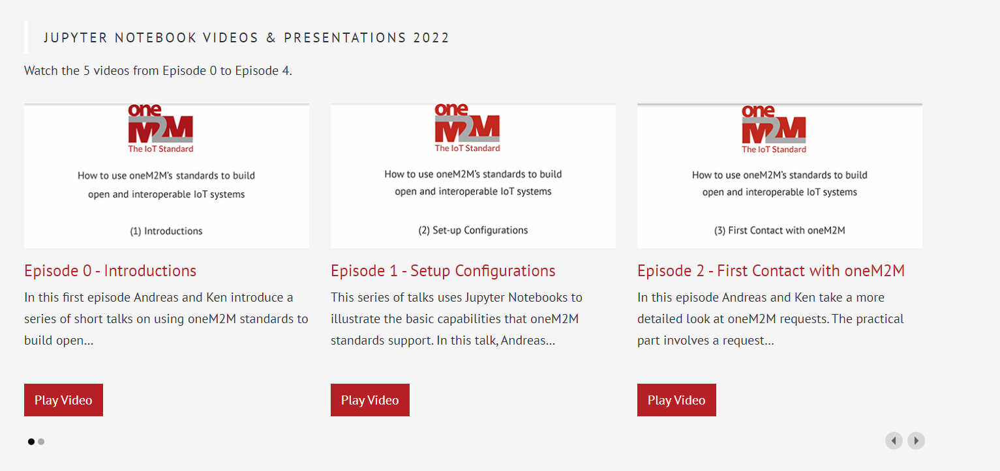 JUPYTER NOTEBOOK VIDEOS & PRESENTATIONS 2022
Watch the 5 videos from Episode 0 to Episode 4.
one
M2M
The IoT Standard
How to use oneM2M's standards to build
open and interoperable IoT systems
(1) Introductions
Episode 0 - Introductions
In this first episode Andreas and Ken introduce a
series of short talks on using oneM2M standards to
build open...
Play Video
one
M2M
The IoT Standard
How to use oneM2M's standards to build
open and interoperable IoT systems
(2) Set-up Configurations
Episode 1 - Setup Configurations
This series of talks uses Jupyter Notebooks to
illustrate the basic capabilities that oneM2M
standards support. In this talk, Andreas...
Play Video
one
M2M
The IoT Standard
How to use oneM2M's standards to build
open and interoperable IoT systems
(3) First Contact with oneM2M
Episode 2 - First Contact with oneM2M
In this episode Andreas and Ken take a more
detailed look at oneM2M requests. The practical
part involves a request...
Play Video